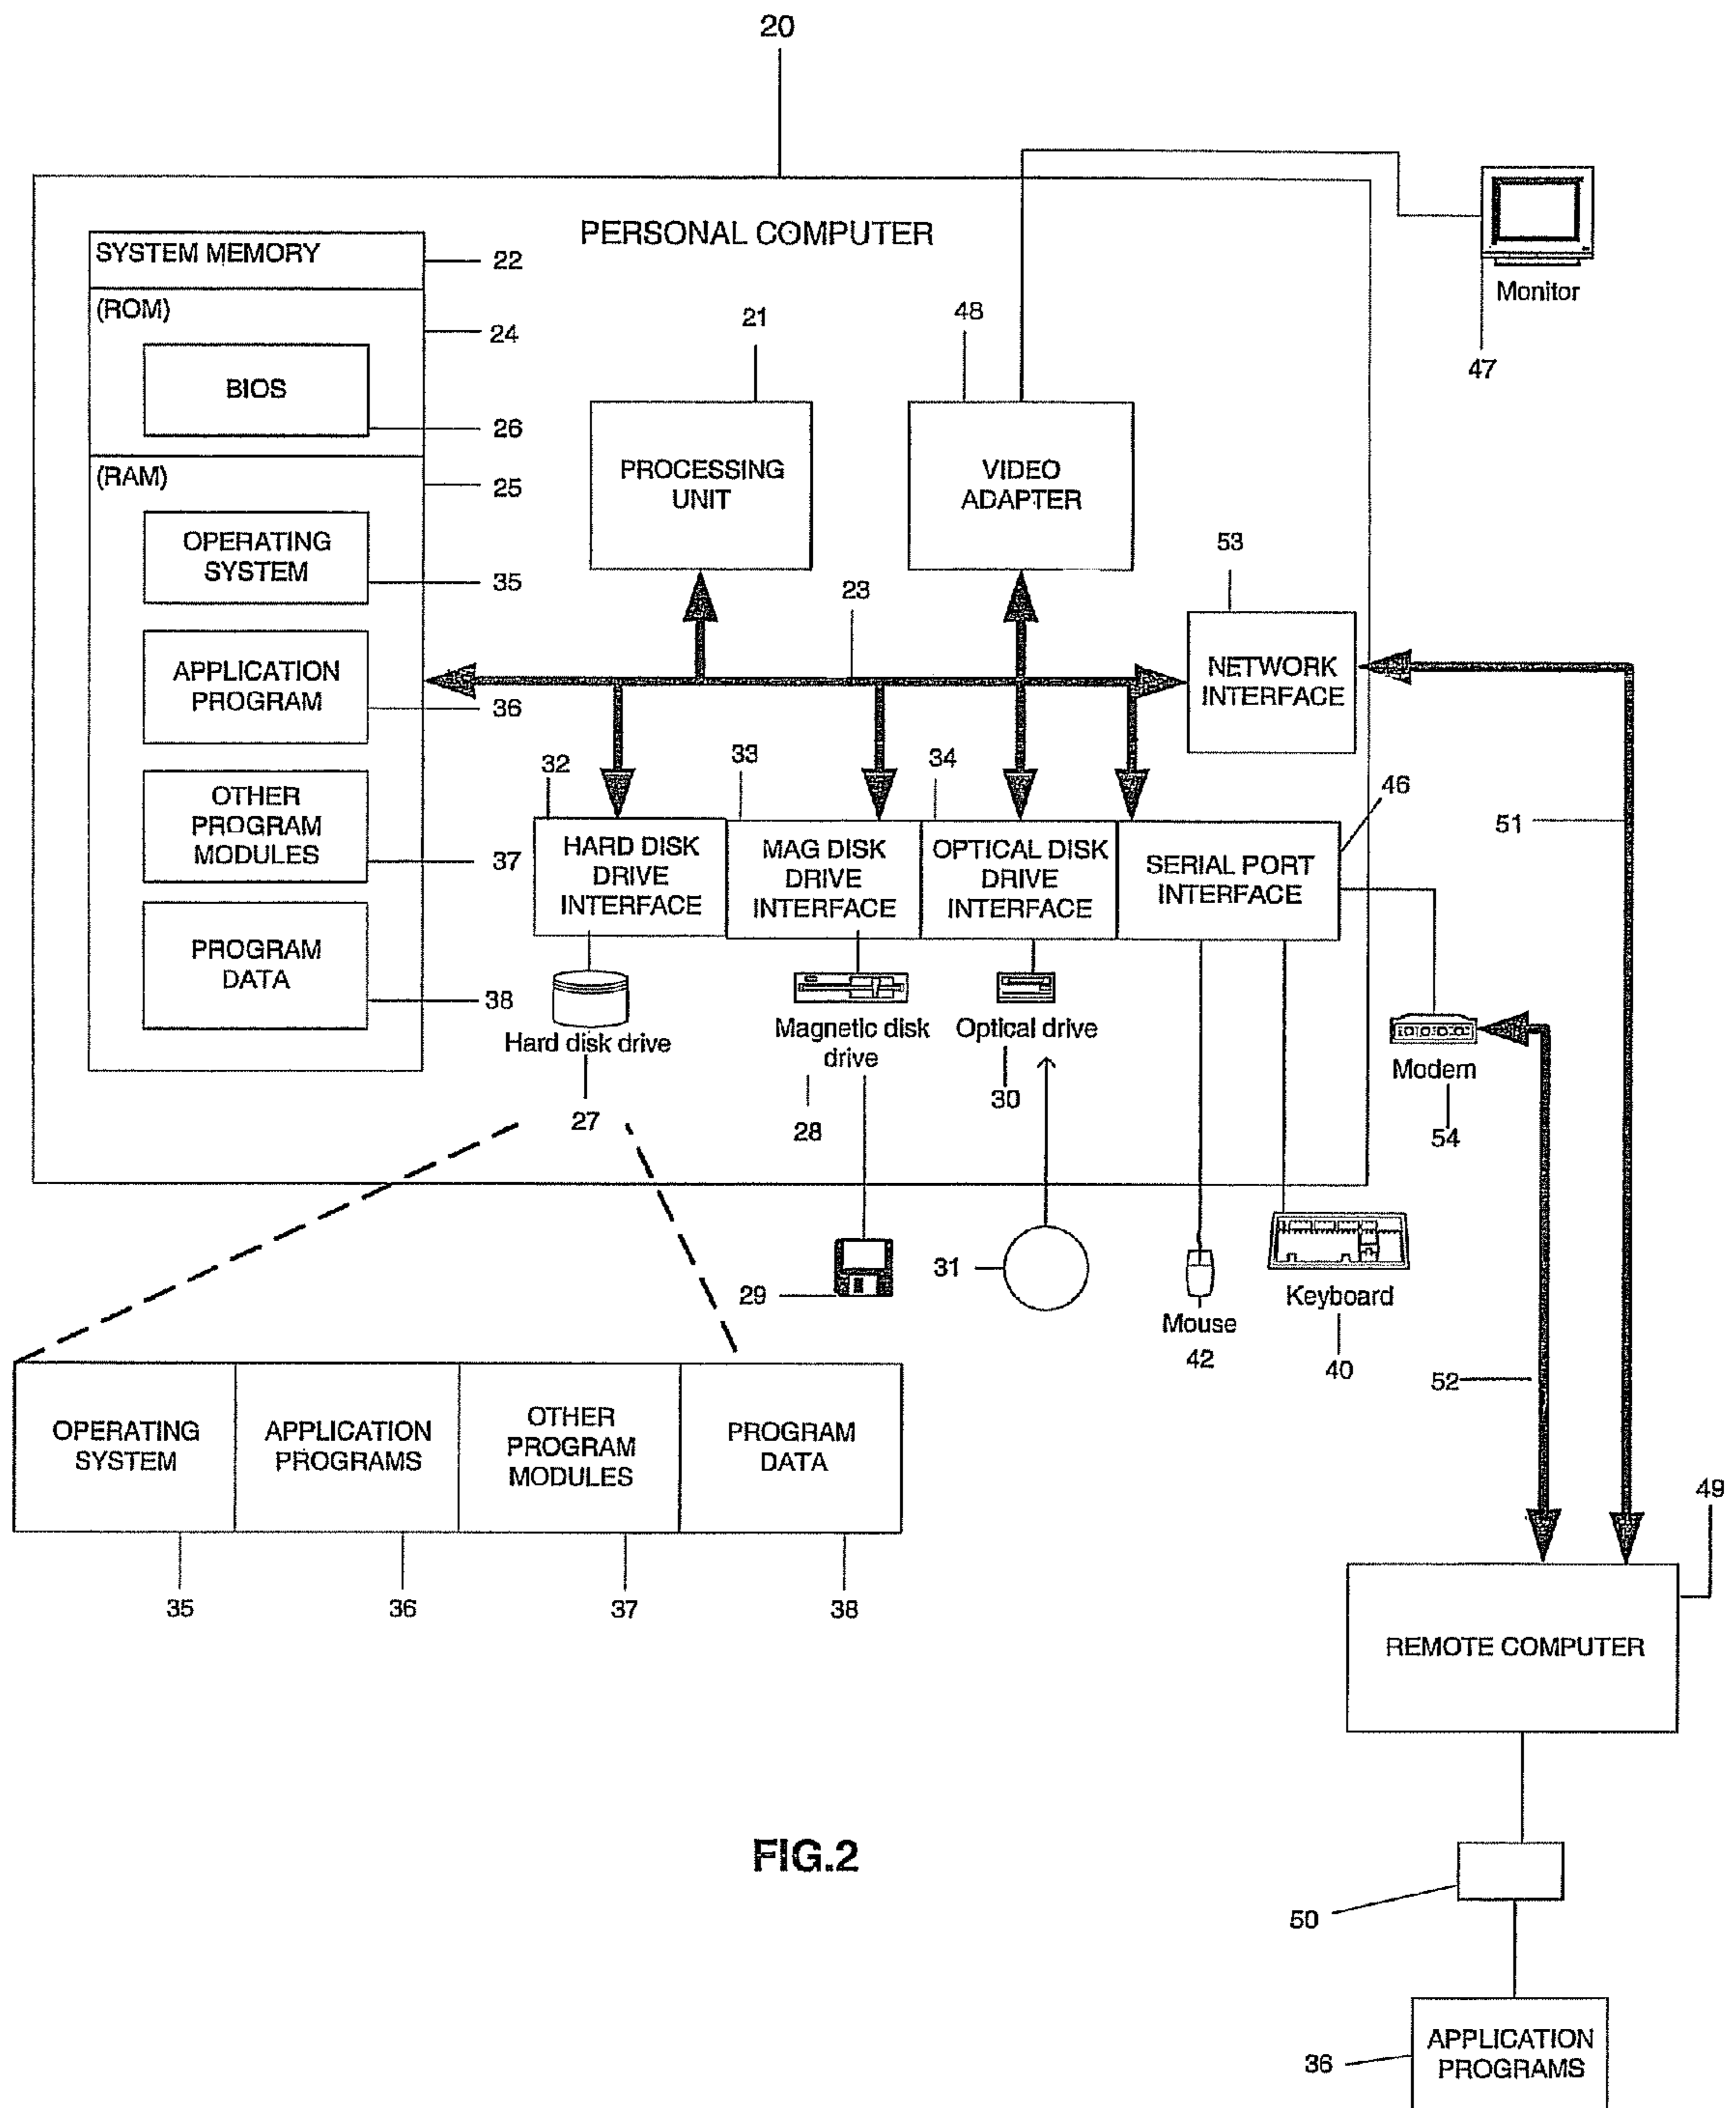 20
PERSONAL COMPUTER
SYSTEM MEMORY
22
(ROM)
24
BIOS
26
(RAM)
25
OPERATING
SYSTEM
35
APPLICATION
PROGRAM
36
OTHER
PROGRAM
MODULES
37
PROGRAM
DATA
38
21
PROCESSING
UNIT
48
VIDEO
ADAPTER
Monitor
47
23
53
NETWORK
INTERFACE
32
HARD DISK
DRIVE
INTERFACE
33
MAG DISK
DRIVE
INTERFACE
34
OPTICAL DISK
DRIVE
INTERFACE
46
SERIAL PORT
INTERFACE
51
Hard disk drive
27
Magnetic disk
drive
28
Optical drive
30
Modem
54
29
31
Mouse
42
Keyboard
40
52
OPERATING
SYSTEM
APPLICATION
PROGRAMS
OTHER
PROGRAM
MODULES
PROGRAM
DATA
35
36
37
38
49
REMOTE COMPUTER
FIG.2
50
36
APPLICATION
PROGRAMS